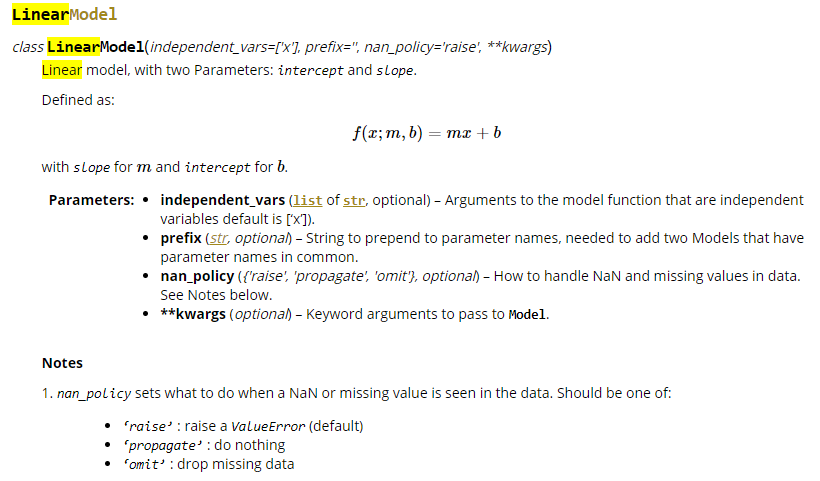 LinearModel
class LinearModel(independent_vars=['x'], prefix='', nan_policy='raise', **kwargs)
Linear model, with two Parameters: intercept and slope.
Defined as:
f(x; m, b) = mx + b
with slope for m and intercept for b.
Parameters: • independent_vars (list of str, optional) – Arguments to the model function that are independent
variables default is ['x']).
• prefix (str, optional) – String to prepend to parameter names, needed to add two Models that have
parameter names in common.
• nan_policy ({'raise', 'propagate', 'omit'}, optional) – How to handle NaN and missing values in data.
See Notes below.
• **kwargs (optional) – Keyword arguments to pass to Model.
Notes
1. nan_policy sets what to do when a NaN or missing value is seen in the data. Should be one of:
• ‘raise’ : raise a ValueError (default)
• ‘propagate’ : do nothing
• ‘omit’ : drop missing data